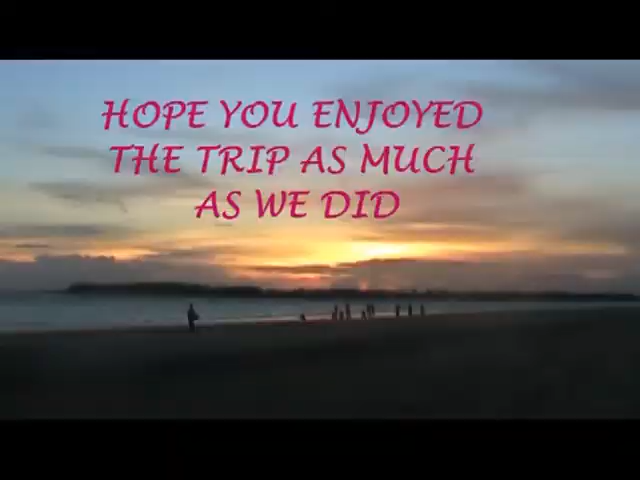 HOPE YOU ENJOYED
THE TRIP AS MUCH
AS WE DID